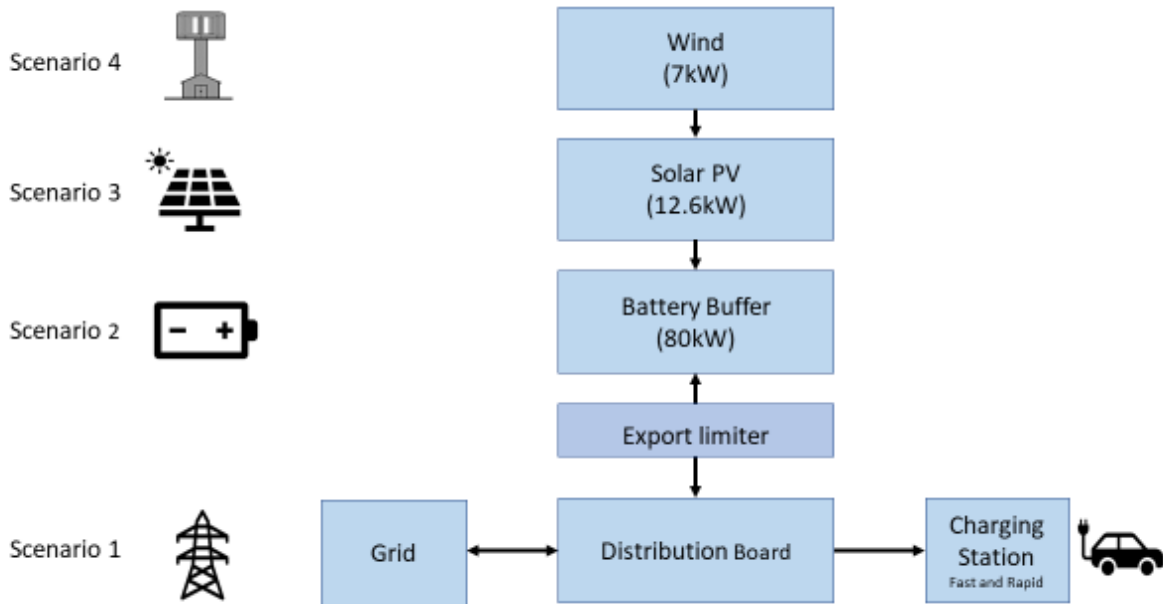 Scenario 4
Wind
(7kW)
Scenario 3
Solar PV
(12.6kW)
Scenario 2
Battery Buffer
(80kW)
Export limiter
Scenario 1
Grid
Distribution Board
Charging
Station
Fast and Rapid